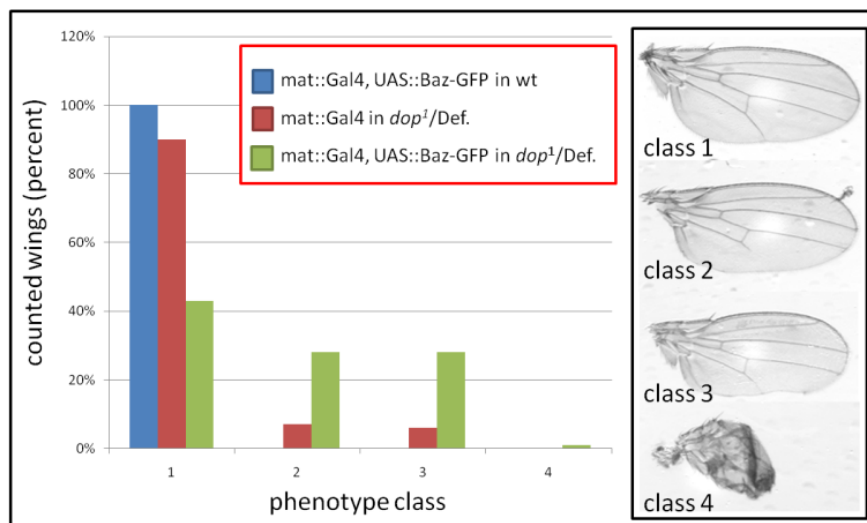 120%
100%
80%
60%
40%
20%
0%
counted wings (percent)
mat::Gal4, UAS::Baz-GFP in wt
mat::Gal4 in dop¹/Def.
mat::Gal4, UAS::Baz-GFP in dop¹/Def.
1 2 3 4
phenotype class
class 1
class 2
class 3
class 4